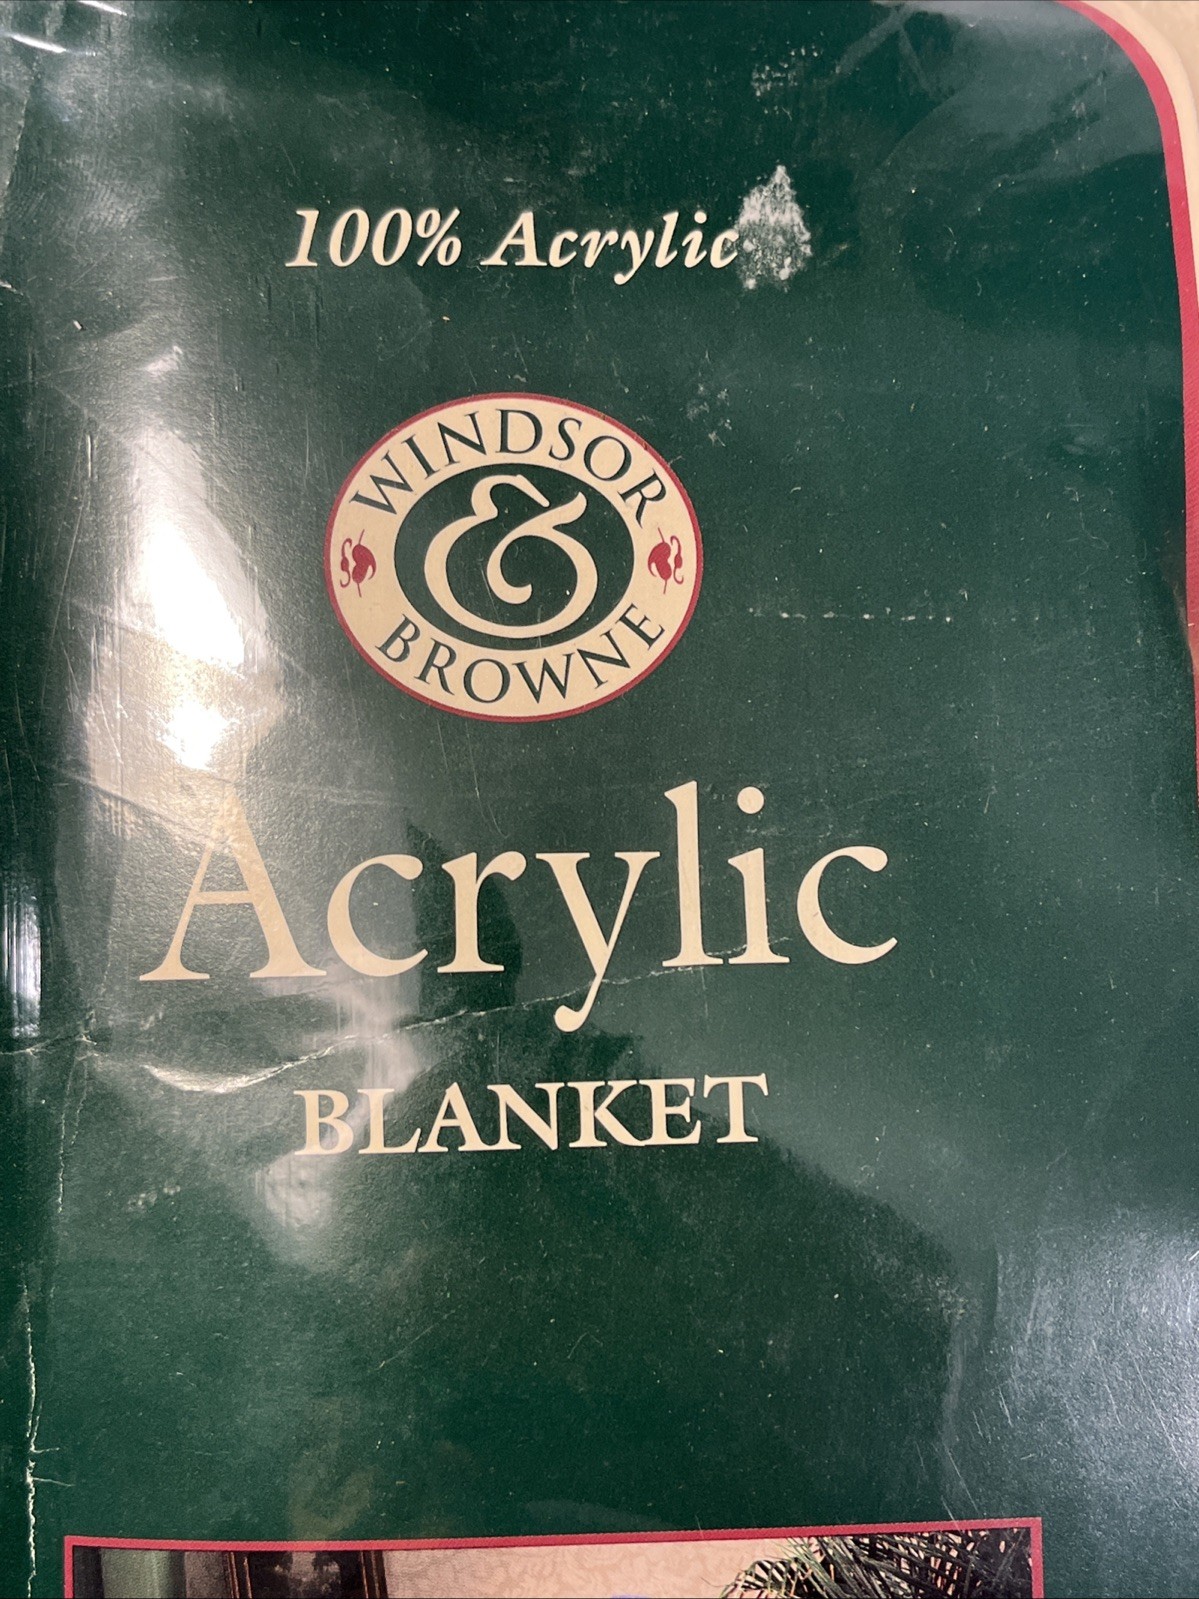 100% Acrylic
WINDSOR
&
BROWNE
Acrylic
BLANKET